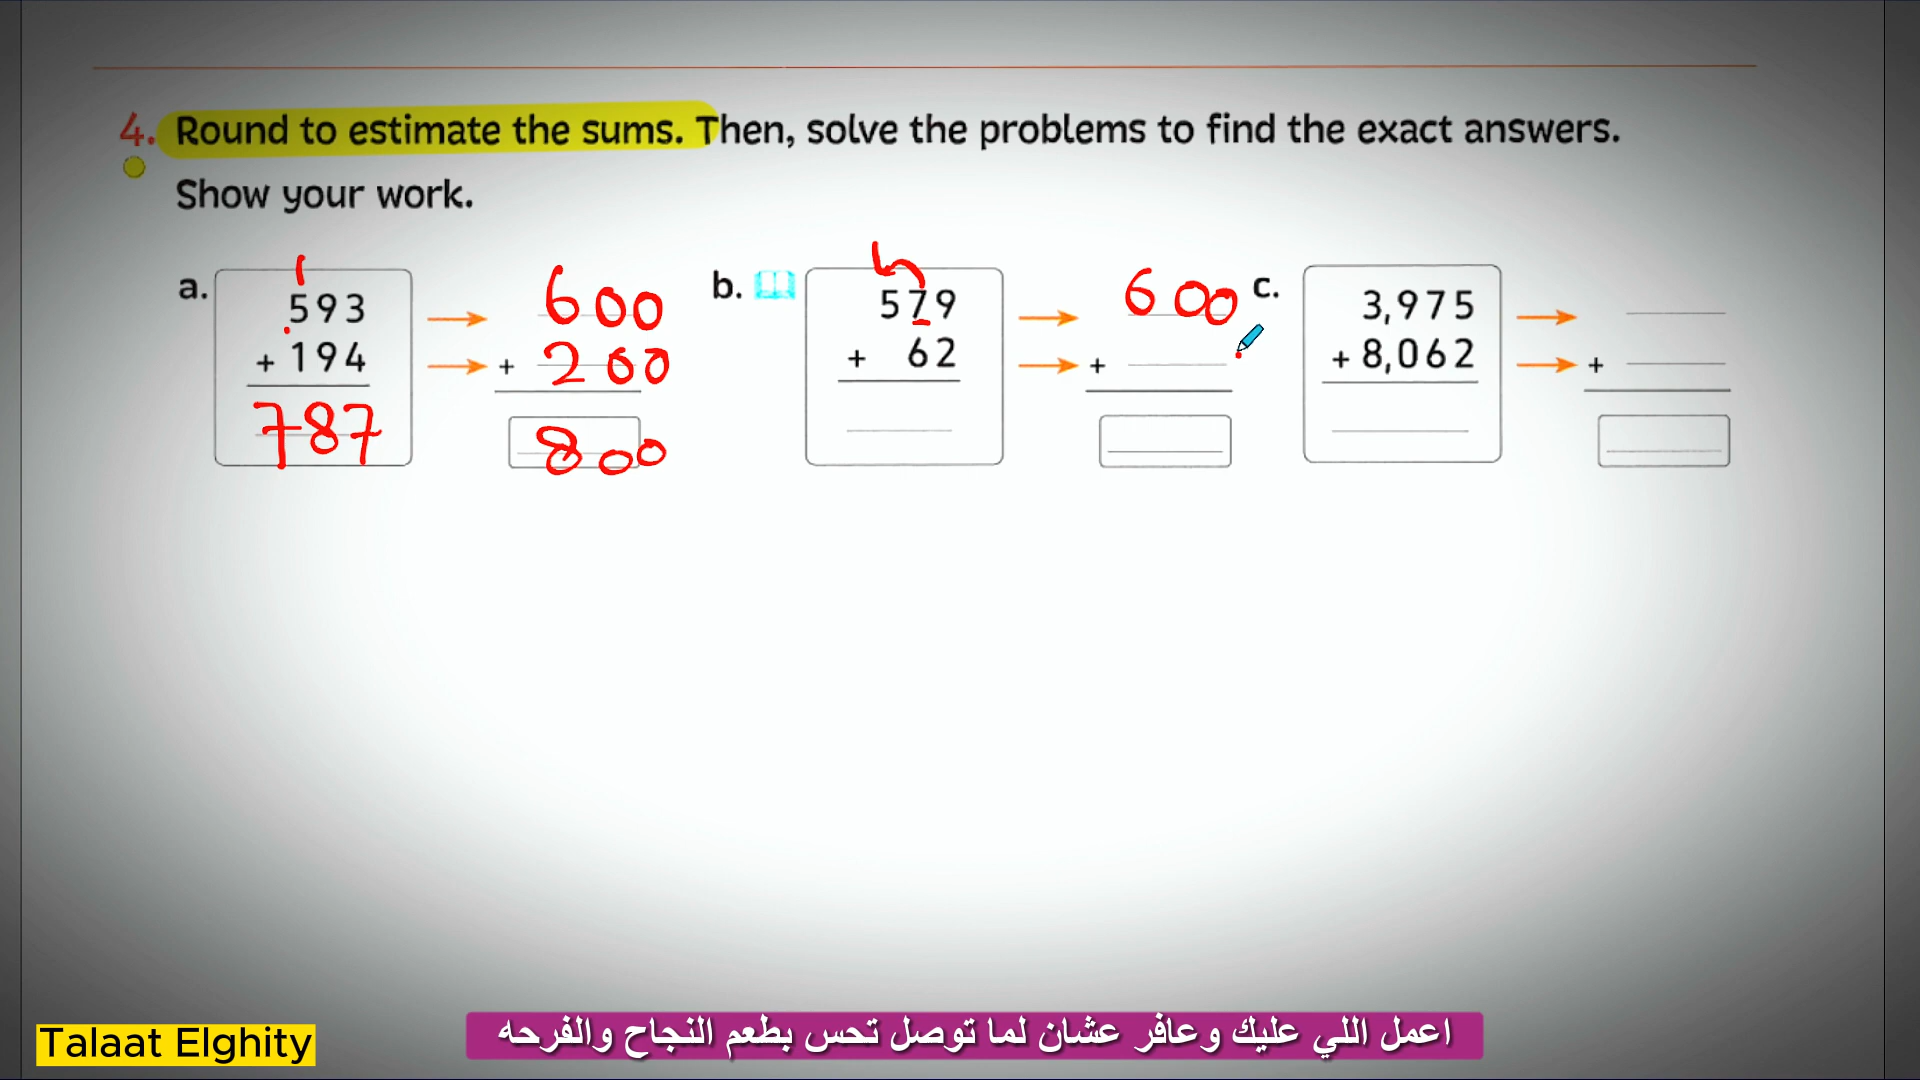 4. Round to estimate the sums. Then, solve the problems to find the exact answers.
Show your work.
a. 593 600 b. 579 600 c. 3,975
+ 194 + 200 + 62 + + 8,062 +
787 800
Talaat Elghity
اعمل اللي عليك وعافر عشان لما توصل تحس بطعم النجاح والفرحه